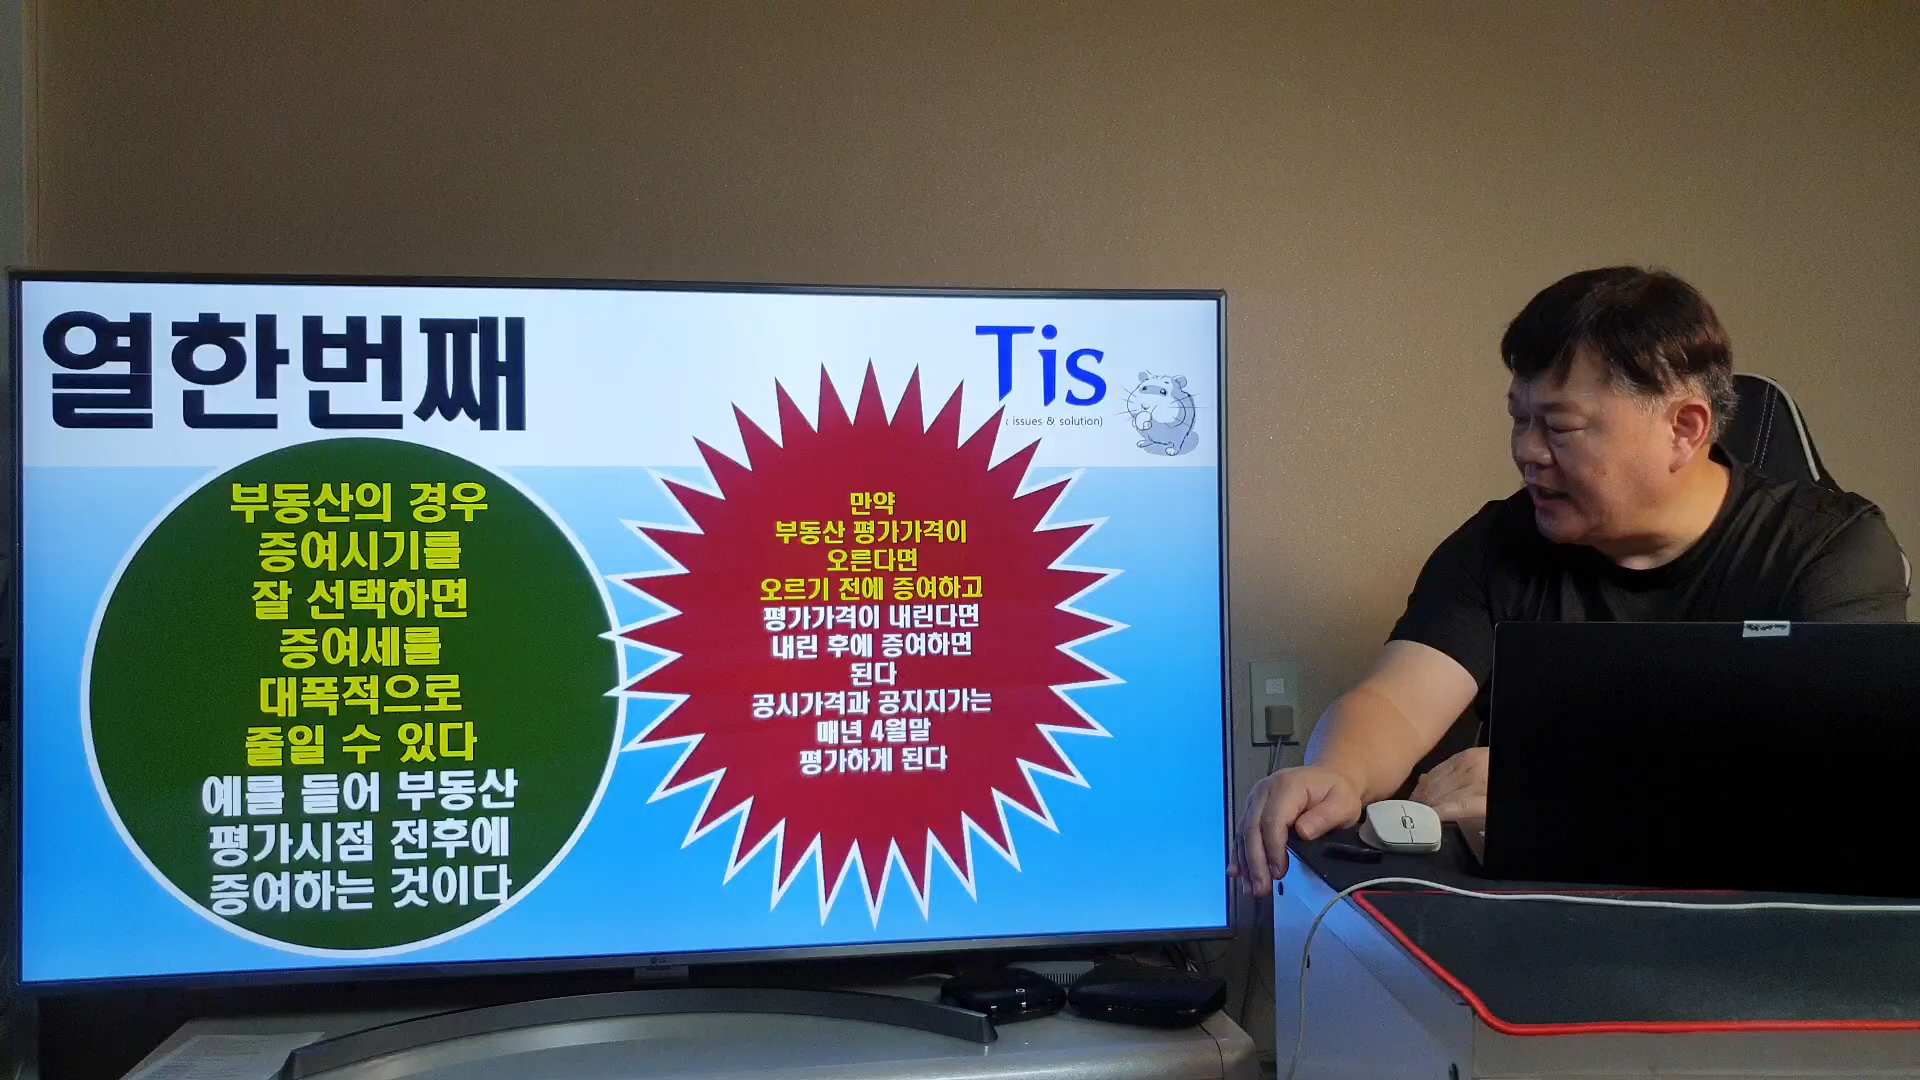 열한번째
Tis
issues & solution)
부동산의 경우
증여시기를
잘 선택하면
증여세를
대폭적으로
줄일 수 있다
예를 들어 부동산
평가시점 전후에
증여하는 것이다
만약
부동산 평가가격이
오른다면
오르기 전에 증여하고
평가가격이 내린다면
내린 후에 증여하면
된다
공시가격과 공지지가는
매년 4월말
평가하게 된다
LG